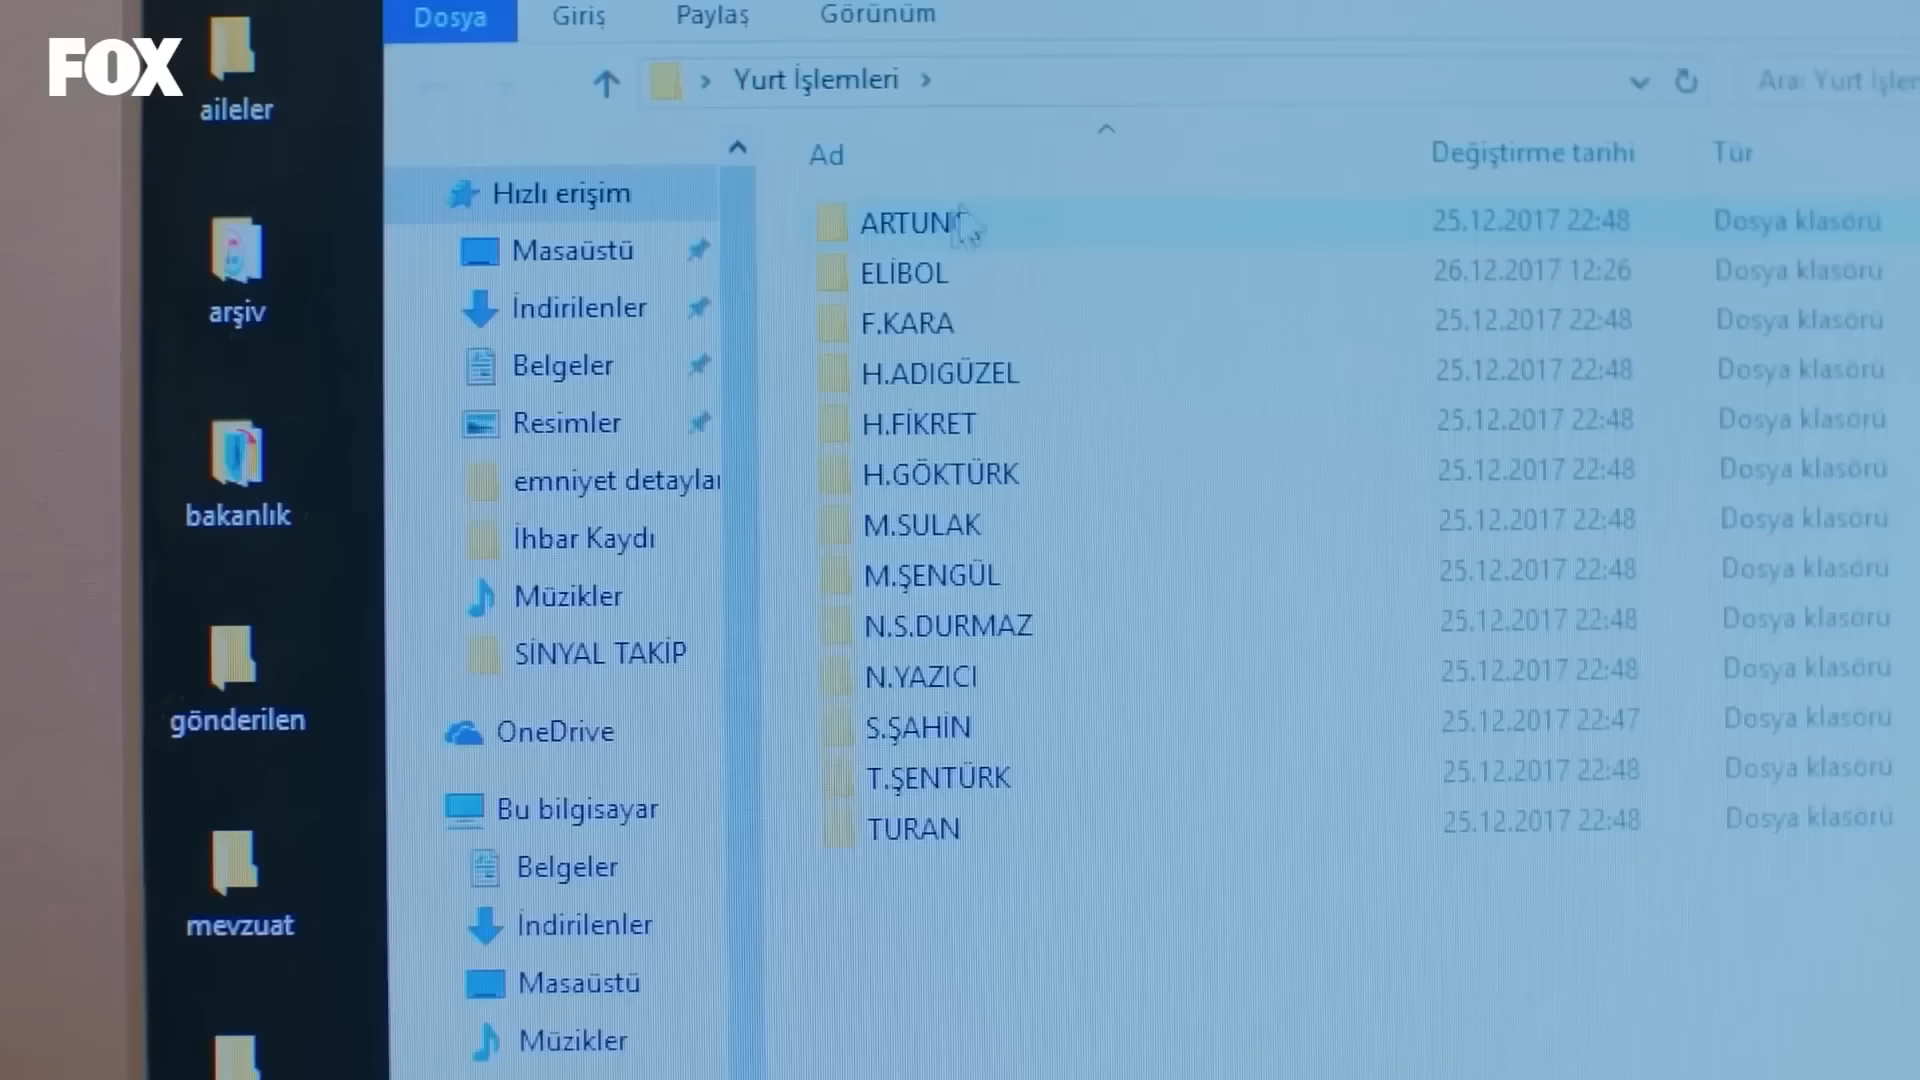 FOX
aileler
arşiv
bakanlık
gönderilen
mevzuat
Dosya Giriş Paylaş Görünüm
Yurt İşlemleri
Ara: Yurt İşler
Hızlı erişim
Masaüstü
İndirilenler
Belgeler
Resimler
emniyet detayları
İhbar Kaydı
Müzikler
SİNYAL TAKİP
OneDrive
Bu bilgisayar
Belgeler
İndirilenler
Masaüstü
Müzikler
Ad Değiştirme tarihi Tür
ARTUN 25.12.2017 22:48 Dosya klasörü
ELİBOL 26.12.2017 12:26 Dosya klasörü
F.KARA 25.12.2017 22:48 Dosya klasörü
H.ADIGÜZEL 25.12.2017 22:48 Dosya klasörü
H.FİKRET 25.12.2017 22:48 Dosya klasörü
H.GÖKTÜRK 25.12.2017 22:48 Dosya klasörü
M.SULAK 25.12.2017 22:48 Dosya klasörü
M.ŞENGÜL 25.12.2017 22:48 Dosya klasörü
N.S.DURMAZ 25.12.2017 22:48 Dosya klasörü
N.YAZICI 25.12.2017 22:48 Dosya klasörü
S.ŞAHİN 25.12.2017 22:47 Dosya klasörü
T.ŞENTÜRK 25.12.2017 22:48 Dosya klasörü
TURAN 25.12.2017 22:48 Dosya klasörü